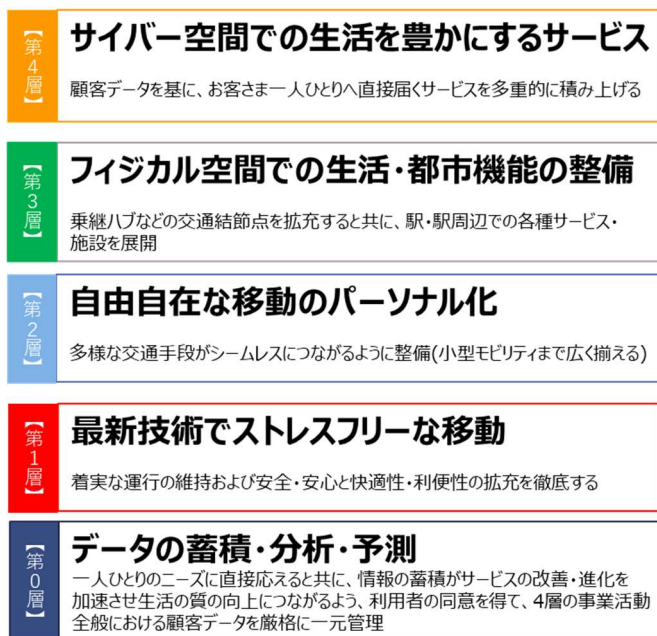 【第4層】
サイバー空間での生活を豊かにするサービス
顧客データを基に、お客さま一人ひとりへ直接届くサービスを多重的に積み上げる
【第3層】
フィジカル空間での生活・都市機能の整備
乗継ハブなどの交通結節点を拡充すると共に、駅・駅周辺での各種サービス・
施設を展開
【第2層】
自由自在な移動のパーソナル化
多様な交通手段がシームレスにつながるように整備(小型モビリティまで広く揃える)
【第1層】
最新技術でストレスフリーな移動
着実な運行の維持および安全・安心と快適性・利便性の拡充を徹底する
【第0層】
データの蓄積・分析・予測
一人ひとりのニーズに直接応えると共に、情報の蓄積がサービスの改善・進化を
加速させ生活の質の向上につながるよう、利用者の同意を得て、4層の事業活動
全般における顧客データを厳格に一元管理